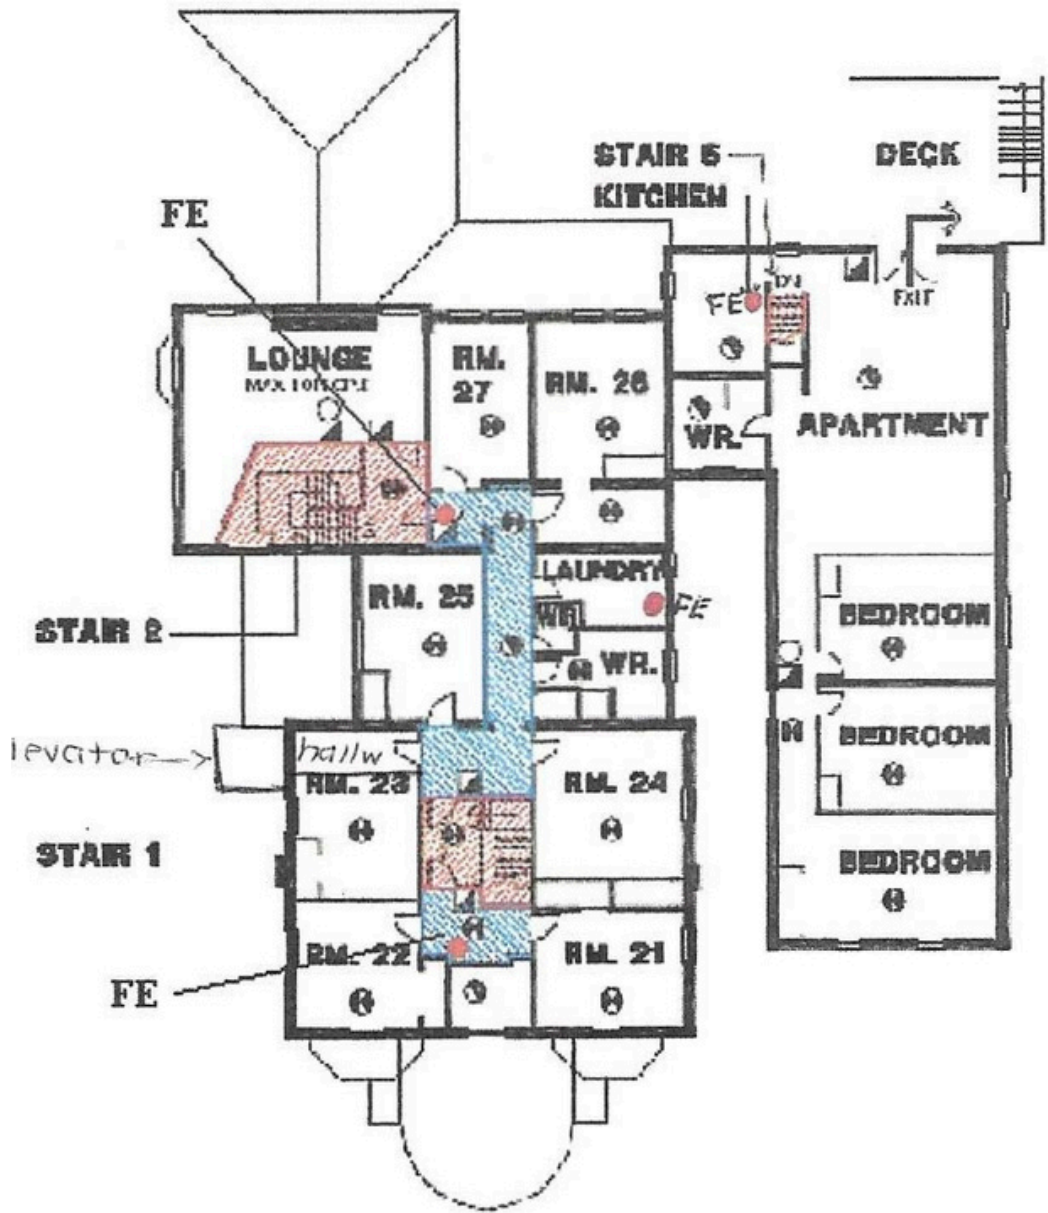 STAIR 5
KITCHEN
DECK
FE
FE
EXIT
LOUNGE
RM.
27
RM. 26
WR.
APARTMENT
RM. 25
LAUNDRY
FE
WR.
WR.
BEDROOM
STAIR 2
levator
hallw
RM. 23
RM. 24
BEDROOM
STAIR 1
BEDROOM
RM. 22
RM. 21
FE